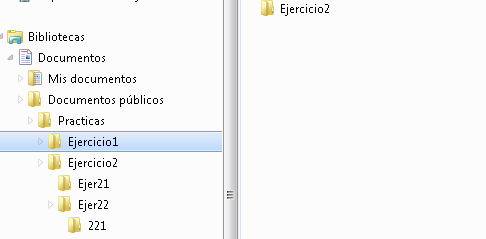 Bibliotecas
Documentos
Mis documentos
Documentos públicos
Practicas
Ejercicio1
Ejercicio2
Ejer21
Ejer22
221
Ejercicio2